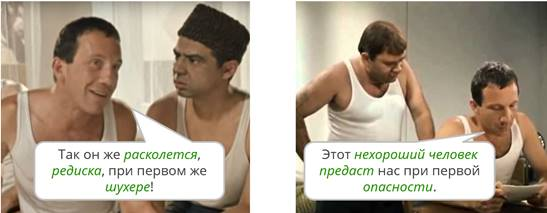 Так он же расколется,
редиска, при первом же
шухере!
Этот нехороший человек
предаст нас при первой
опасности.